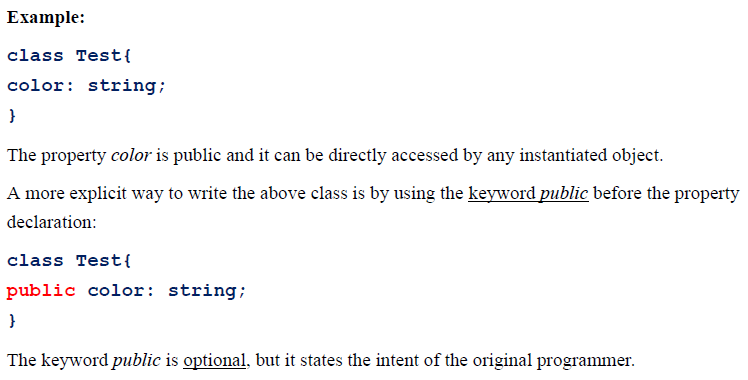 Example:
class Test{
color: string;
}
The property color is public and it can be directly accessed by any instantiated object.
A more explicit way to write the above class is by using the keyword public before the property
declaration:
class Test{
public color: string;
}
The keyword public is optional, but it states the intent of the original programmer.